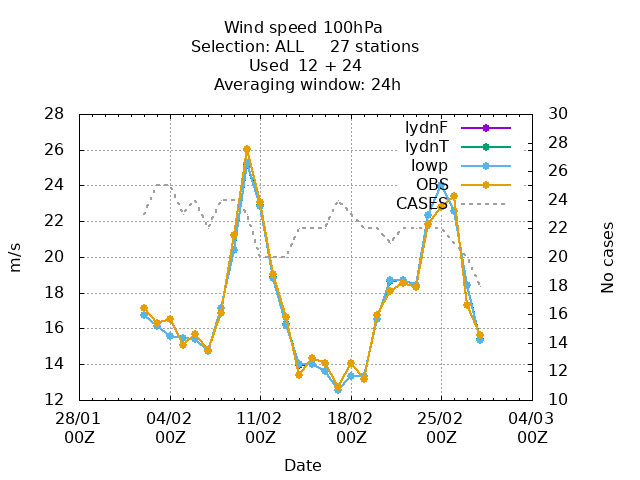 Wind speed 100hPa
Selection: ALL     27 stations
Used  12 + 24
Averaging window: 24h
28
26
24
22
20
18
16
14
12
30
28
26
24
22
20
18
16
14
12
10
m/s
No cases
lydnF
lydnT
lowp
OBS
CASES
28/01 04/02 11/02 18/02 25/02 04/03
00Z 00Z 00Z 00Z 00Z 00Z
Date